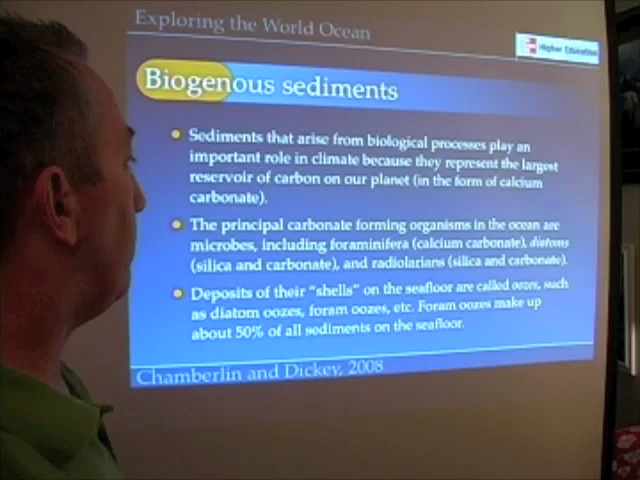 Exploring the World Ocean
Higher Education
Biogenous sediments
Sediments that arise from biological processes play an
important role in climate because they represent the largest
reservoir of carbon on our planet (in the form of calcium
carbonate).
The principal carbonate forming organisms in the ocean are
microbes, including foraminifera (calcium carbonate), diatoms
(silica and carbonate), and radiolarians (silica and carbonate).
Deposits of their "shells" on the seafloor are called oozes, such
as diatom oozes, foram oozes, etc. Foram oozes make up
about 50% of all sediments on the seafloor.
Chamberlin and Dickey, 2008